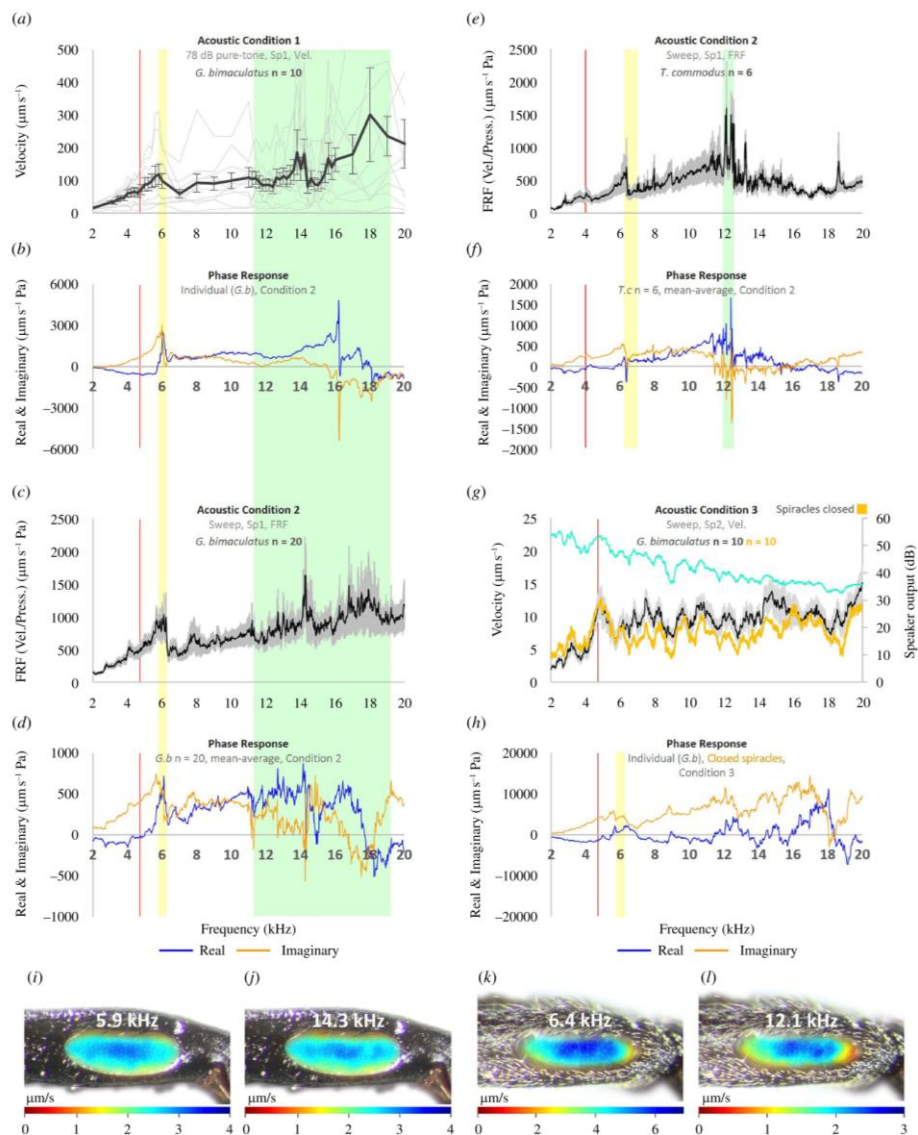 (a)
Acoustic Condition 1
78 dB pure-tone, Sp1, Vel.
G. bimaculatus n = 10
Velocity (µm s⁻¹)
500
400
300
200
100
0
2 4 6 8 10 12 14 16 18 20
(b)
Phase Response
Individual (G.b), Condition 2
Real & Imaginary (µm s⁻¹ Pa)
6000
3000
0
−3000
−6000
2 4 6 8 10 12 14 16 18 20
(c)
Acoustic Condition 2
Sweep, Sp1, FRF
G. bimaculatus n = 20
FRF (Vel./Press.) (µm s⁻¹ Pa)
2500
2000
1500
1000
500
0
2 4 6 8 10 12 14 16 18 20
(d)
Phase Response
G.b n = 20, mean-average, Condition 2
Real & Imaginary (µm s⁻¹ Pa)
1000
500
0
−500
−1000
2 4 6 8 10 12 14 16 18 20
Frequency (kHz)
Real Imaginary
(e)
Acoustic Condition 2
Sweep, Sp1, FRF
T. commodus n = 6
FRF (Vel./Press.) (µm s⁻¹ Pa)
2500
2000
1500
1000
500
0
2 4 6 8 10 12 14 16 18 20
(f)
Phase Response
T.c n = 6, mean-average, Condition 2
Real & Imaginary (µm s⁻¹ Pa)
2000
1500
1000
500
0
−500
−1000
−1500
2000
2 4 6 8 10 12 14 16 18 20
(g)
Acoustic Condition 3
Spiracles closed
Sweep, Sp2, Vel.
G. bimaculatus n = 10 n = 10
Velocity (µm s⁻¹)
25
20
15
10
5
0
60
50
40
30
20
10
0
Speaker output (dB)
2 4 6 8 10 12 14 16 18 20
(h)
Phase Response
Individual (G.b), Closed spiracles,
Condition 3
Real & Imaginary (µm s⁻¹ Pa)
20000
10000
0
−10000
−20000
2 4 6 8 10 12 14 16 18 20
Frequency (kHz)
Real Imaginary
(i)
5.9 kHz
µm/s
0 1 2 3 4
(j)
14.3 kHz
µm/s
0 1 2 3 4
(k)
6.4 kHz
µm/s
0 2 4 6
(l)
12.1 kHz
µm/s
0 1 2 3